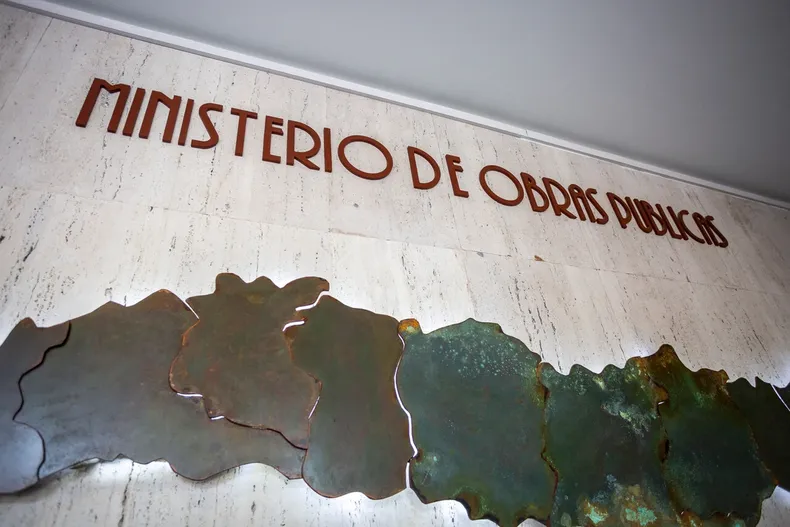 MINISTERIO DE OBRAS PUBLICAS